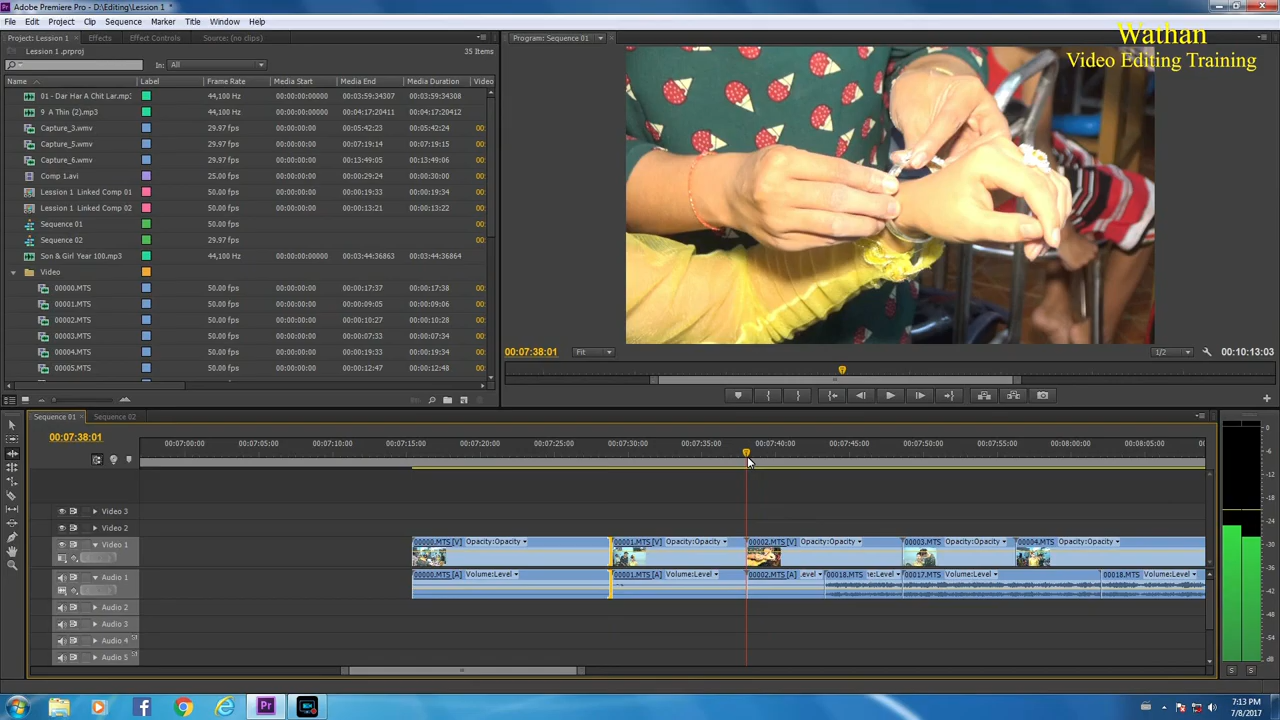 Adobe Premiere Pro - D:\Editing\Lession 1 *
File Edit Project Clip Sequence Marker Title Window Help
Wathan
Video Editing Training
Project: Lession 1 Effects Effect Controls Source: (no clips)
Program: Sequence 01
Lession 1 .prproj 35 Items
In: All
Name Label Frame Rate Media Start Media End Media Duration Video
01 - Dar Har A Chit Lar.mp3 44,100 Hz 00:00:00:00000 00:03:59:34307 00:03:59:34308
9 A Thin (2).mp3 44,100 Hz 00:00:00:00000 00:04:17:20411 00:04:17:20412
Capture_3.wmv 29.97 fps 00:00:00:00 00:05:42:23 00:05:42:24 00:
Capture_5.wmv 29.97 fps 00:00:00:00 00:07:19:14 00:07:19:15 00:
Capture_6.wmv 29.97 fps 00:00:00:00 00:13:49:05 00:13:49:06 00:
Comp 1.avi 25.00 fps 00:00:00:00 00:00:29:24 00:00:30:00 00:
Lession 1 Linked Comp 01 50.00 fps 00:00:00:00 00:00:19:33 00:00:19:34 00:
Lession 1 Linked Comp 02 50.00 fps 00:00:00:00 00:00:13:21 00:00:13:22 00:
Sequence 01 50.00 fps 00:
Sequence 02 29.97 fps 00:
Son & Girl Year 100.mp3 44,100 Hz 00:00:00:00000 00:03:44:36863 00:03:44:36864
Video
00000.MTS 50.00 fps 00:00:00:00 00:00:17:37 00:00:17:38 00:
00001.MTS 50.00 fps 00:00:00:00 00:00:09:05 00:00:09:06 00:
00002.MTS 50.00 fps 00:00:00:00 00:00:10:27 00:00:10:28 00:
00003.MTS 50.00 fps 00:00:00:00 00:00:07:33 00:00:07:34 00:
00004.MTS 50.00 fps 00:00:00:00 00:00:19:33 00:00:19:34 00:
00005.MTS 50.00 fps 00:00:00:00 00:00:12:47 00:00:12:48 00:
00:07:38:01 Fit 1/2 00:10:13:03
Sequence 01 Sequence 02
00:07:38:01
00:07:00:00 00:07:05:00 00:07:10:00 00:07:15:00 00:07:20:00 00:07:25:00 00:07:30:00 00:07:35:00 00:07:40:00 00:07:45:00 00:07:50:00 00:07:55:00 00:08:00:00 00:08:05:00
Video 3
Video 2
Video 1 00000.MTS [V] Opacity:Opacity 00001.MTS [V] Opacity:Opacity 00002.MTS [V] Opacity:Opacity 00003.MTS [V] Opacity:Opacity 00004.MTS [V] Opacity:Opacity
Audio 1 00000.MTS [A] Volume:Level 00001.MTS [A] Volume:Level 00002.MTS [A] 00018.MTS 00017.MTS Volume:Level 00018.MTS Volume:Level
Audio 2
Audio 3
Audio 4
Audio 5
7:13 PM
7/8/2017